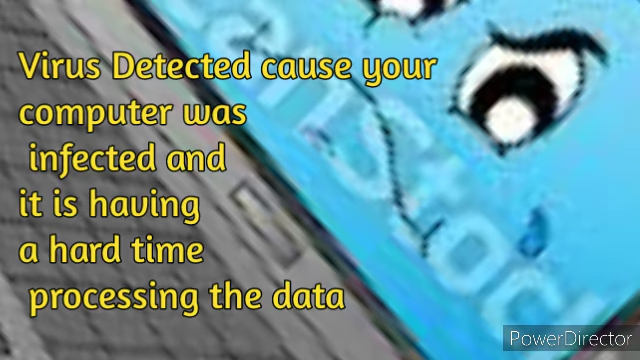 Virus Detected cause your
computer was
infected and
it is having
a hard time
processing the data
PowerDirector